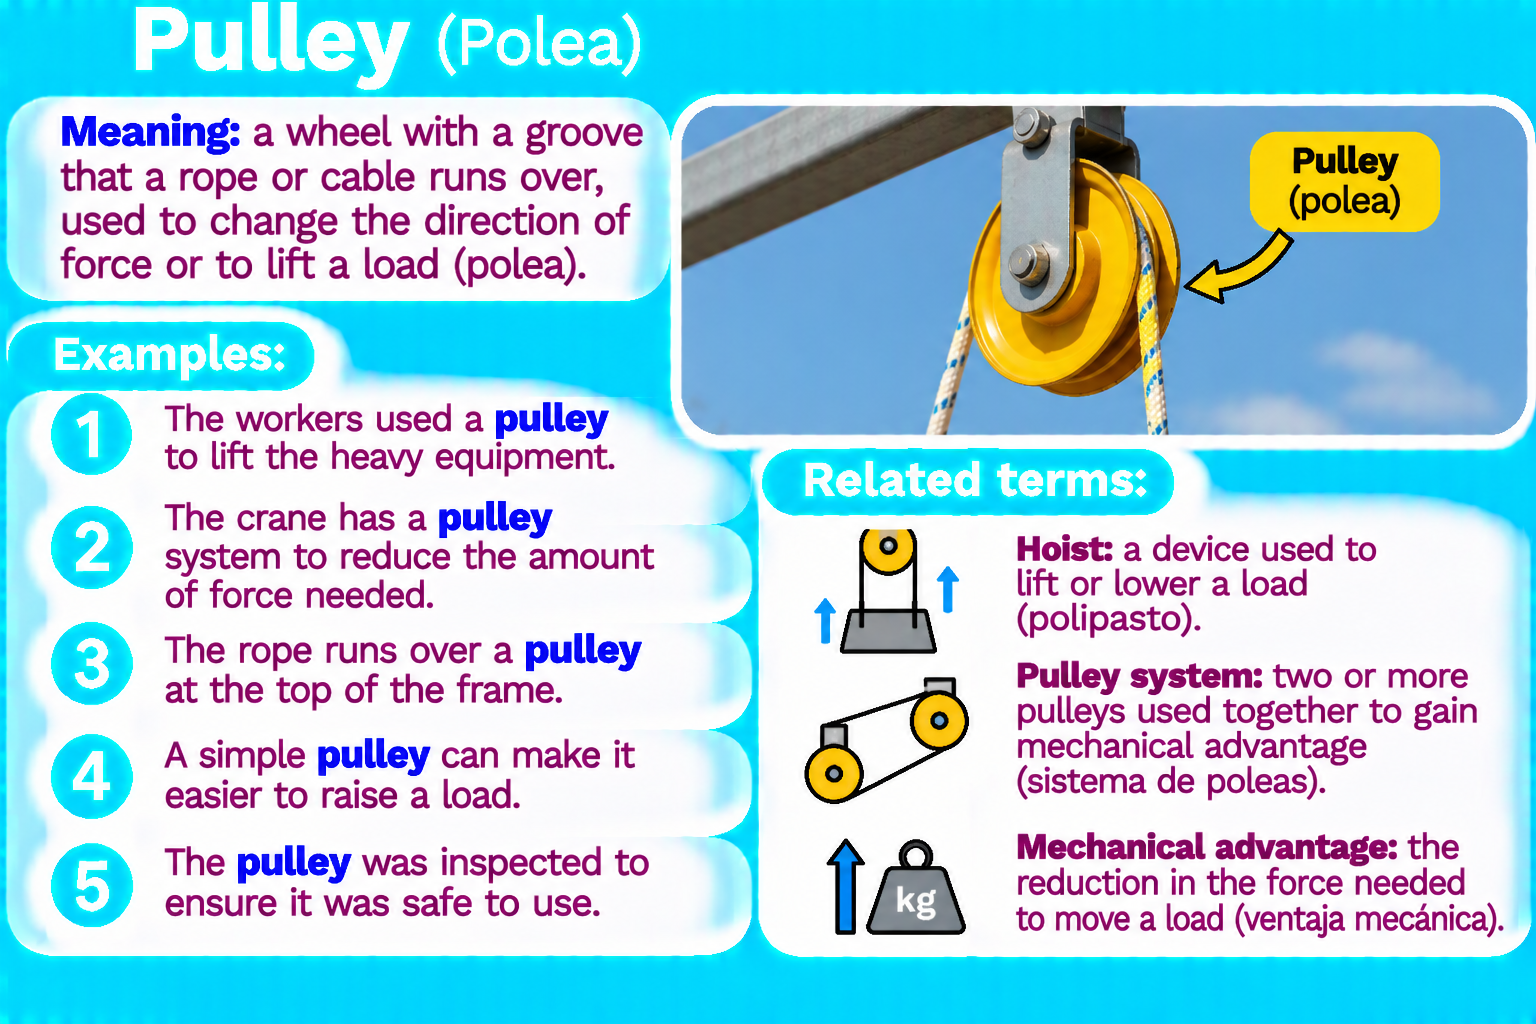 Pulley (Polea)
Meaning: a wheel with a groove
that a rope or cable runs over,
used to change the direction of
force or to lift a load (polea).
Pulley
(polea)
Examples:
1 The workers used a pulley
to lift the heavy equipment.
2 The crane has a pulley
system to reduce the amount
of force needed.
3 The rope runs over a pulley
at the top of the frame.
4 A simple pulley can make it
easier to raise a load.
5 The pulley was inspected to
ensure it was safe to use.
Related terms:
Hoist: a device used to
lift or lower a load
(polipasto).
Pulley system: two or more
pulleys used together to gain
mechanical advantage
(sistema de poleas).
kg
Mechanical advantage: the
reduction in the force needed
to move a load (ventaja mecánica).